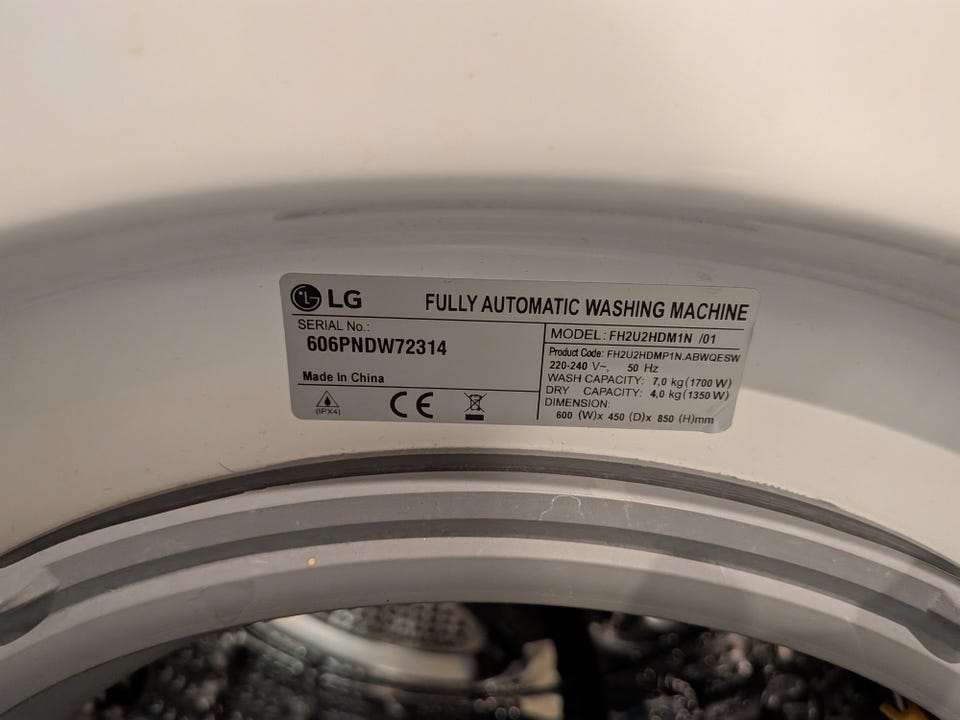 LG FULLY AUTOMATIC WASHING MACHINE
SERIAL No.:
606PNDW72314
Made In China
(IPX4) CE
MODEL: FH2U2HDM1N /01
Product Code: FH2U2HDMP1N.ABWQESW
220-240 V~, 50 Hz
WASH CAPACITY: 7,0 kg(1700 W)
DRY CAPACITY: 4,0 kg(1350 W)
DIMENSION:
600 (W)x 450 (D)x 850 (H)mm